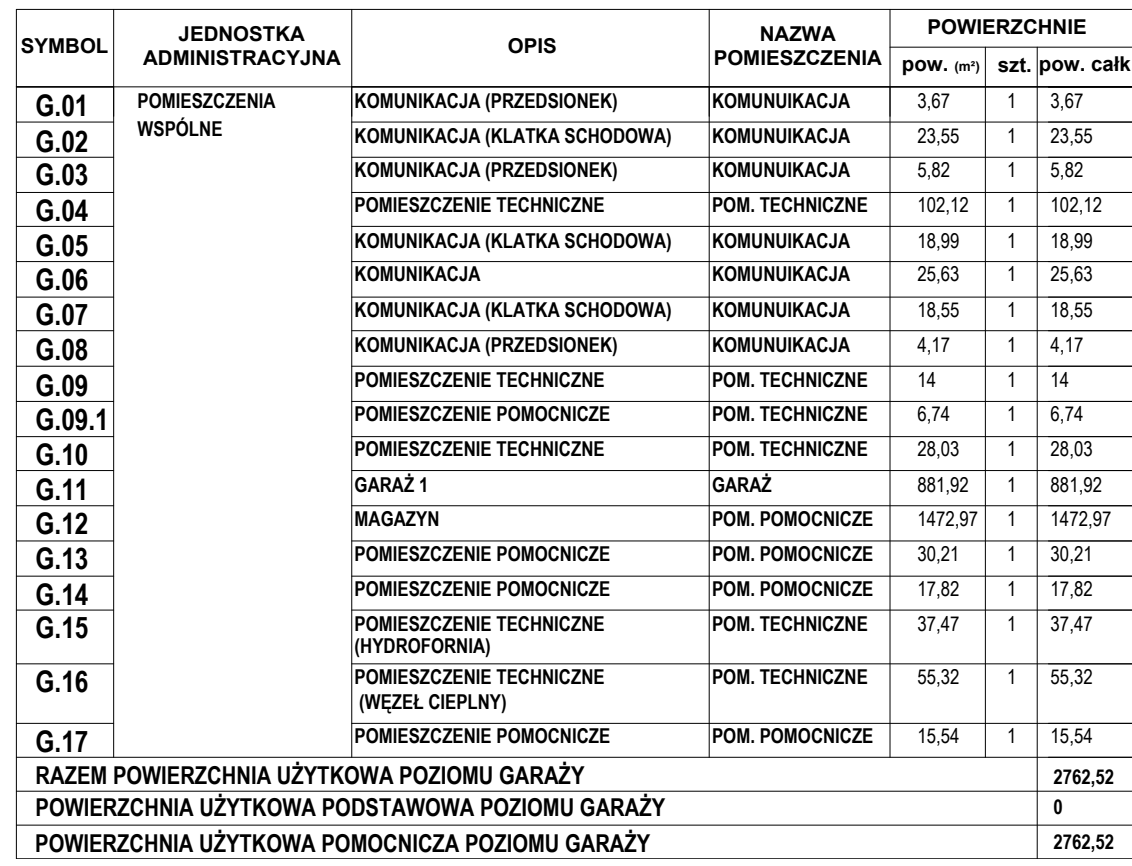 SYMBOL JEDNOSTKA ADMINISTRACYJNA OPIS NAZWA POMIESZCZENIA POWIERZCHNIE
pow. (m²) szt. pow. całk
G.01 POMIESZCZENIA WSPÓLNE KOMUNIKACJA (PRZEDSIONEK) KOMUNUIKACJA 3,67 1 3,67
G.02 KOMUNIKACJA (KLATKA SCHODOWA) KOMUNUIKACJA 23,55 1 23,55
G.03 KOMUNIKACJA (PRZEDSIONEK) KOMUNUIKACJA 5,82 1 5,82
G.04 POMIESZCZENIE TECHNICZNE POM. TECHNICZNE 102,12 1 102,12
G.05 KOMUNIKACJA (KLATKA SCHODOWA) KOMUNUIKACJA 18,99 1 18,99
G.06 KOMUNIKACJA KOMUNUIKACJA 25,63 1 25,63
G.07 KOMUNIKACJA (KLATKA SCHODOWA) KOMUNUIKACJA 18,55 1 18,55
G.08 KOMUNIKACJA (PRZEDSIONEK) KOMUNUIKACJA 4,17 1 4,17
G.09 POMIESZCZENIE TECHNICZNE POM. TECHNICZNE 14 1 14
G.09.1 POMIESZCZENIE POMOCNICZE POM. TECHNICZNE 6,74 1 6,74
G.10 POMIESZCZENIE TECHNICZNE POM. TECHNICZNE 28,03 1 28,03
G.11 GARAŻ 1 GARAŻ 881,92 1 881,92
G.12 MAGAZYN POM. POMOCNICZE 1472,97 1 1472,97
G.13 POMIESZCZENIE POMOCNICZE POM. POMOCNICZE 30,21 1 30,21
G.14 POMIESZCZENIE POMOCNICZE POM. POMOCNICZE 17,82 1 17,82
G.15 POMIESZCZENIE TECHNICZNE (HYDROFORNIA) POM. TECHNICZNE 37,47 1 37,47
G.16 POMIESZCZENIE TECHNICZNE (WĘZEŁ CIEPLNY) POM. TECHNICZNE 55,32 1 55,32
G.17 POMIESZCZENIE POMOCNICZE POM. POMOCNICZE 15,54 1 15,54
RAZEM POWIERZCHNIA UŻYTKOWA POZIOMU GARAŻY 2762,52
POWIERZCHNIA UŻYTKOWA PODSTAWOWA POZIOMU GARAŻY 0
POWIERZCHNIA UŻYTKOWA POMOCNICZA POZIOMU GARAŻY 2762,52